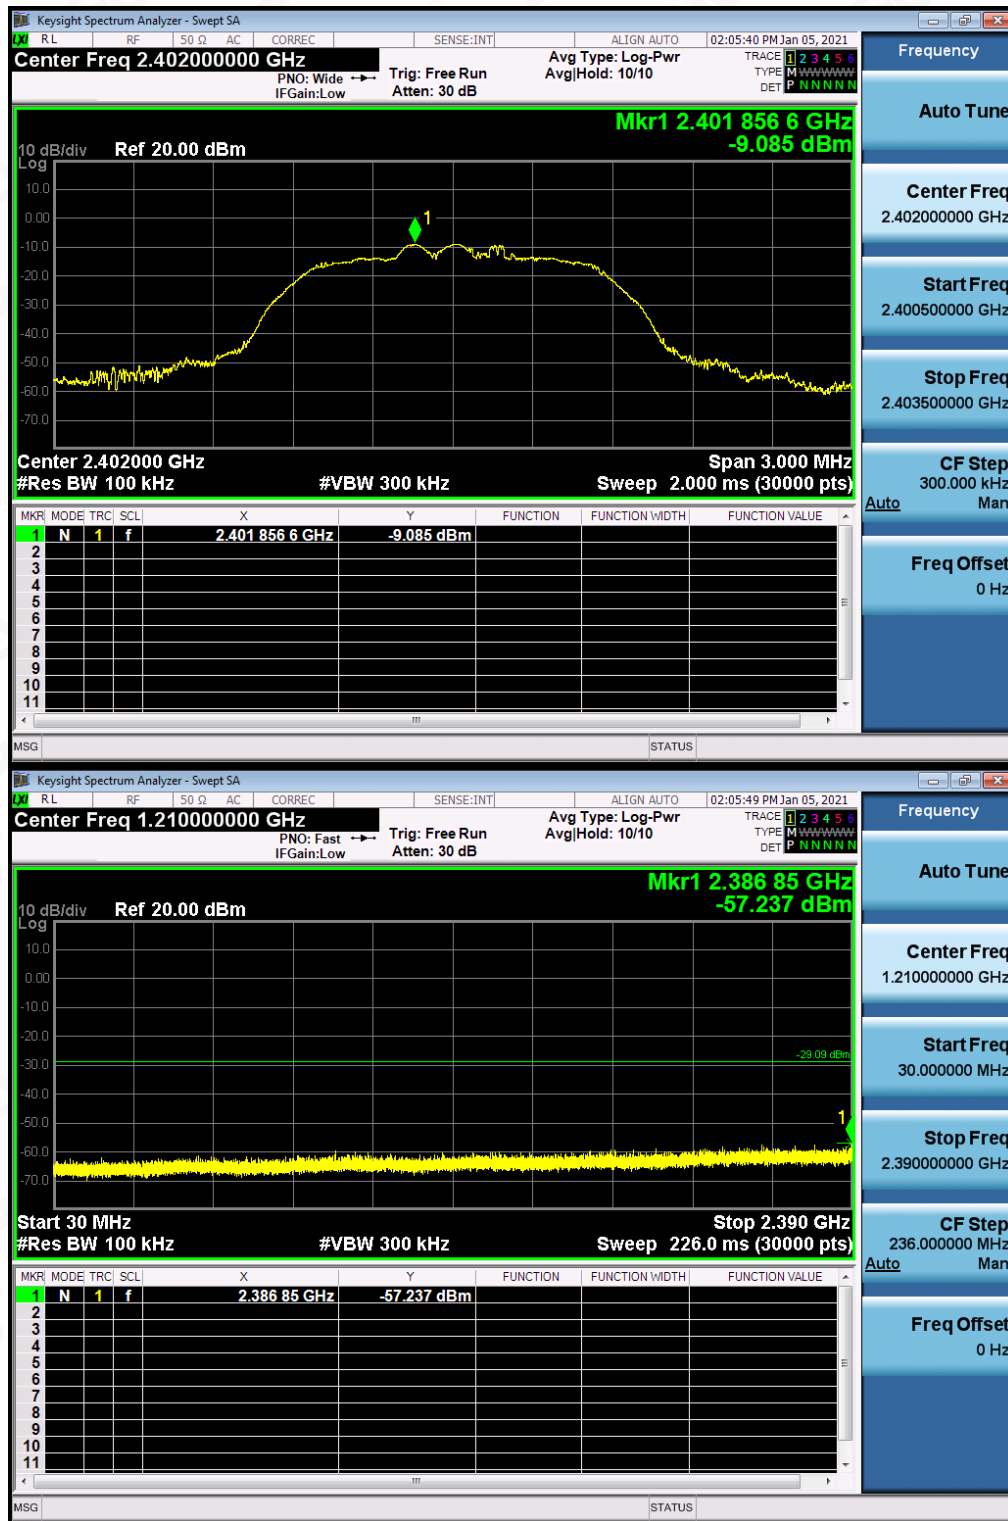 Keysight Spectrum Analyzer - Swept SA
LXI RL RF 50 Ω AC CORREC SENSE:INT ALIGN AUTO 02:05:40 PM Jan 05, 2021
Center Freq 2.402000000 GHz
PNO: Wide
IFGain:Low
Trig: Free Run
Atten: 30 dB
Avg Type: Log-Pwr
Avg|Hold: 10/10
TRACE 1 2 3 4 5 6
TYPE M WWWWW
DET P N N N N N
Mkr1 2.401 856 6 GHz
-9.085 dBm
10 dB/div Ref 20.00 dBm
Log
10.0
0.00
-10.0
-20.0
-30.0
-40.0
-50.0
-60.0
-70.0
1
Center 2.402000 GHz Span 3.000 MHz
#Res BW 100 kHz #VBW 300 kHz Sweep 2.000 ms (30000 pts)
MKR MODE TRC SCL X Y FUNCTION FUNCTION WIDTH FUNCTION VALUE
1 N 1 f 2.401 856 6 GHz -9.085 dBm
2
3
4
5
6
7
8
9
10
11
MSG STATUS
Frequency
Auto Tune
Center Freq
2.402000000 GHz
Start Freq
2.400500000 GHz
Stop Freq
2.403500000 GHz
CF Step
300.000 kHz
Auto Man
Freq Offset
0 Hz
Keysight Spectrum Analyzer - Swept SA
LXI RL RF 50 Ω AC CORREC SENSE:INT ALIGN AUTO 02:05:49 PM Jan 05, 2021
Center Freq 1.210000000 GHz
PNO: Fast
IFGain:Low
Trig: Free Run
Atten: 30 dB
Avg Type: Log-Pwr
Avg|Hold: 10/10
TRACE 1 2 3 4 5 6
TYPE M WWWWW
DET P N N N N N
Mkr1 2.386 85 GHz
-57.237 dBm
10 dB/div Ref 20.00 dBm
Log
10.0
0.00
-10.0
-20.0
-30.0
-40.0
-50.0
-60.0
-70.0
-29.09 dBm
1
Start 30 MHz Stop 2.390 GHz
#Res BW 100 kHz #VBW 300 kHz Sweep 226.0 ms (30000 pts)
MKR MODE TRC SCL X Y FUNCTION FUNCTION WIDTH FUNCTION VALUE
1 N 1 f 2.386 85 GHz -57.237 dBm
2
3
4
5
6
7
8
9
10
11
MSG STATUS
Frequency
Auto Tune
Center Freq
1.210000000 GHz
Start Freq
30.000000 MHz
Stop Freq
2.390000000 GHz
CF Step
236.000000 MHz
Auto Man
Freq Offset
0 Hz